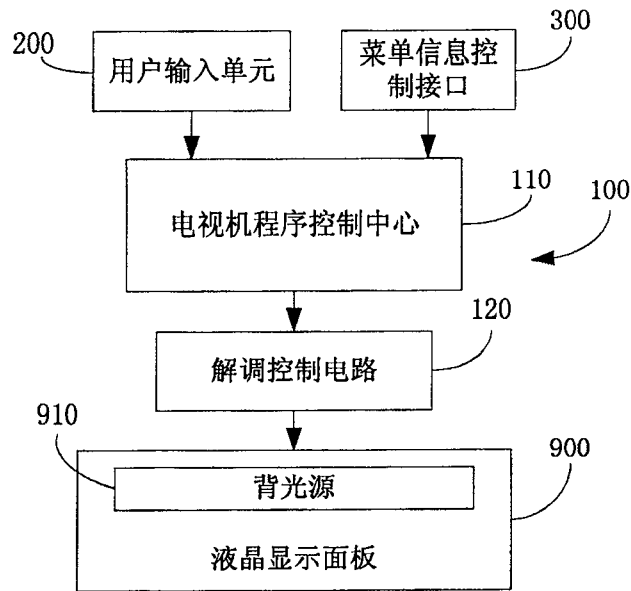 200
用户输入单元
菜单信息控
制接口
300
电视机程序控制中心
110
100
解调控制电路
120
910
背光源
900
液晶显示面板